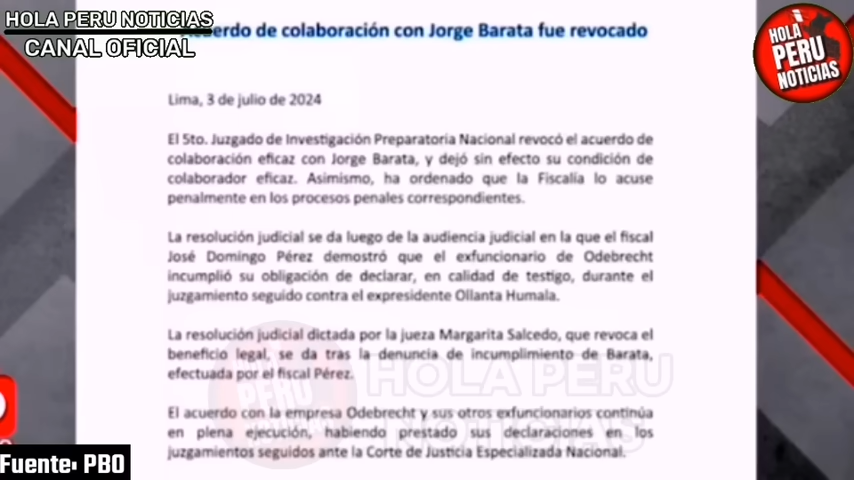 HOLA PERU NOTICIAS
CANAL OFICIAL
Acuerdo de colaboración con Jorge Barata fue revocado
HOLA
PERU
NOTICIAS
Lima, 3 de julio de 2024
El 5to. Juzgado de Investigación Preparatoria Nacional revocó el acuerdo de
colaboración eficaz con Jorge Barata, y dejó sin efecto su condición de
colaborador eficaz. Asimismo, ha ordenado que la Fiscalía lo acuse
penalmente en los procesos penales correspondientes.
La resolución judicial se da luego de la audiencia judicial en la que el fiscal
José Domingo Pérez demostró que el exfuncionario de Odebrecht
incumplió su obligación de declarar, en calidad de testigo, durante el
juzgamiento seguido contra el expresidente Ollanta Humala.
La resolución judicial dictada por la jueza Margarita Salcedo, que revoca el
beneficio legal, se da tras la denuncia de incumplimiento de Barata,
efectuada por el fiscal Pérez.
HOLA PERU
NOTICIAS
El acuerdo con la empresa Odebrecht y sus otros exfuncionarios continúa
en plena ejecución, habiendo prestado sus declaraciones en los
juzgamientos seguidos ante la Corte de Justicia Especializada Nacional.
Fuente: PBO